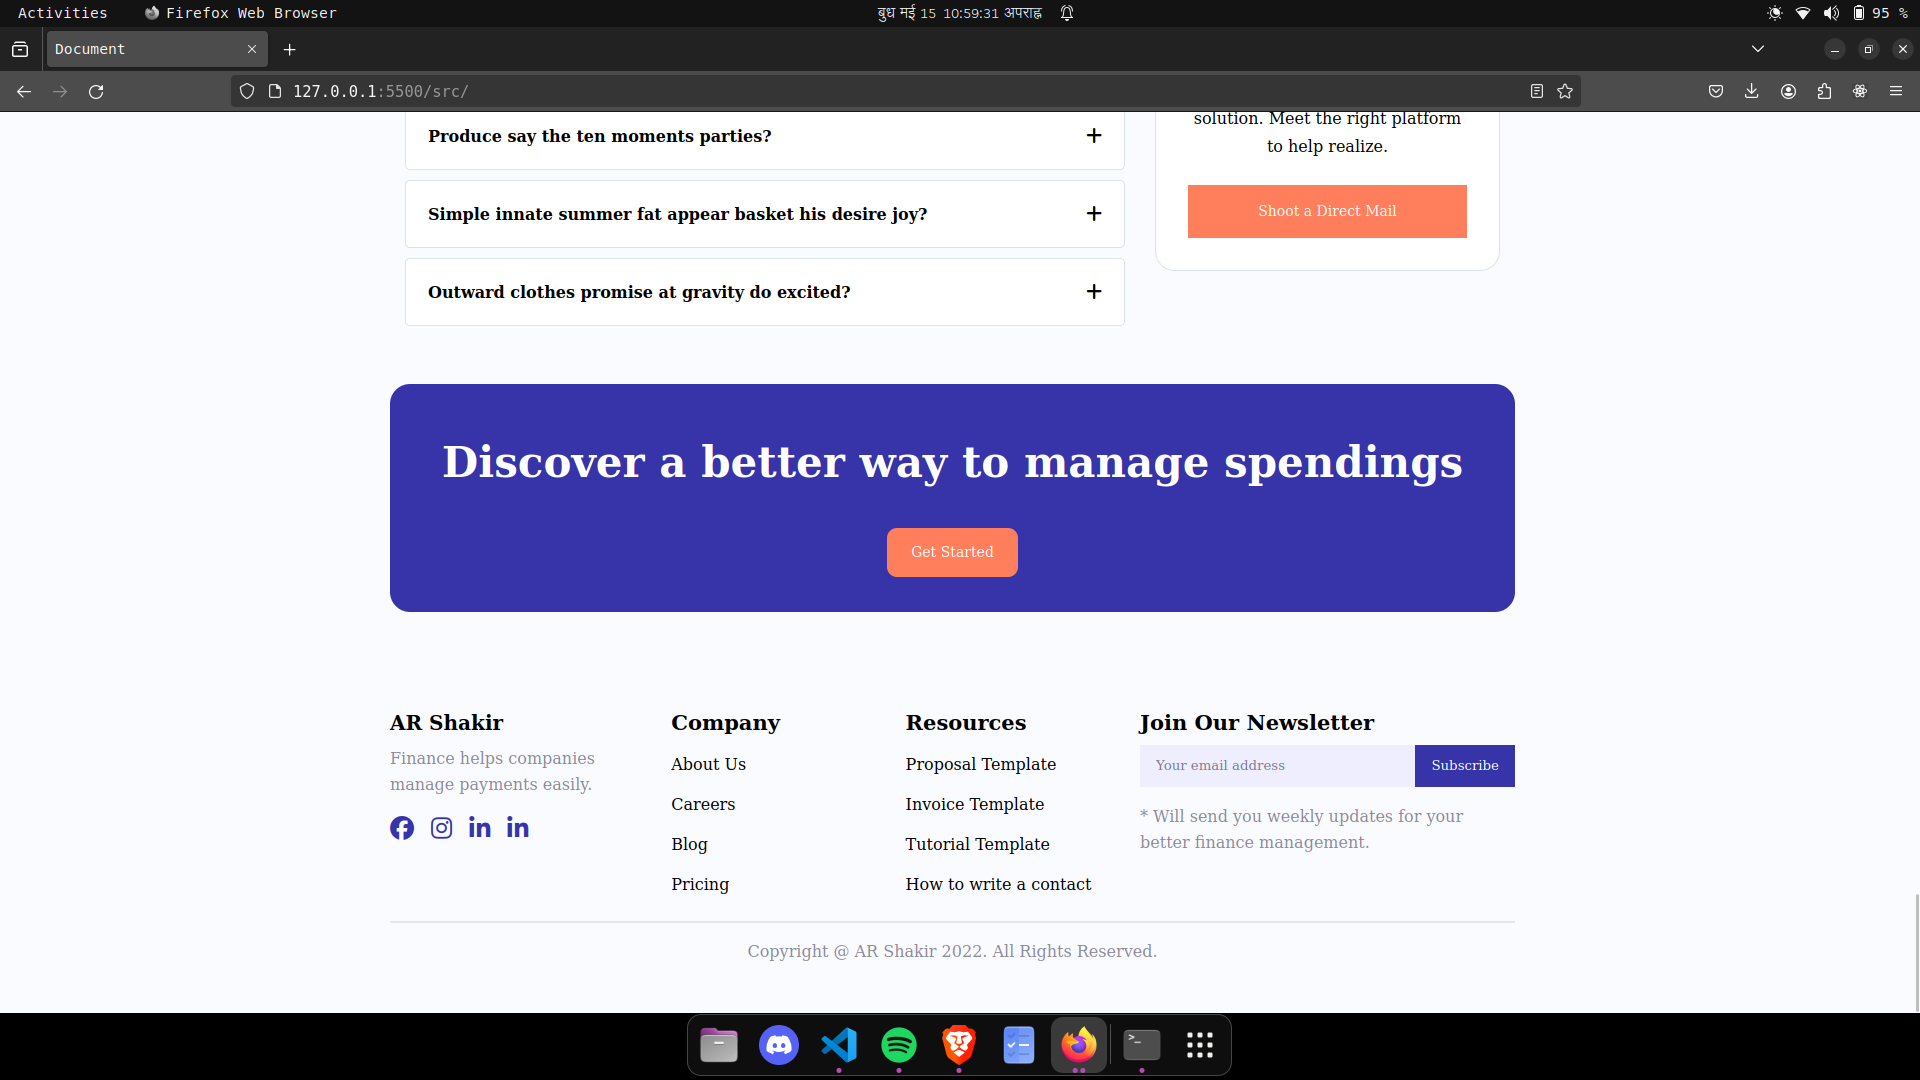 Activities
Firefox Web Browser
बुध मई 15 10:59:31 अपराह्न
95 %
Document
127.0.0.1:5500/src/
Produce say the ten moments parties?
+
Simple innate summer fat appear basket his desire joy?
+
Outward clothes promise at gravity do excited?
+
solution. Meet the right platform
to help realize.
Shoot a Direct Mail
Discover a better way to manage spendings
Get Started
AR Shakir
Finance helps companies
manage payments easily.
Company
About Us
Careers
Blog
Pricing
Resources
Proposal Template
Invoice Template
Tutorial Template
How to write a contact
Join Our Newsletter
Your email address
Subscribe
* Will send you weekly updates for your
better finance management.
Copyright @ AR Shakir 2022. All Rights Reserved.